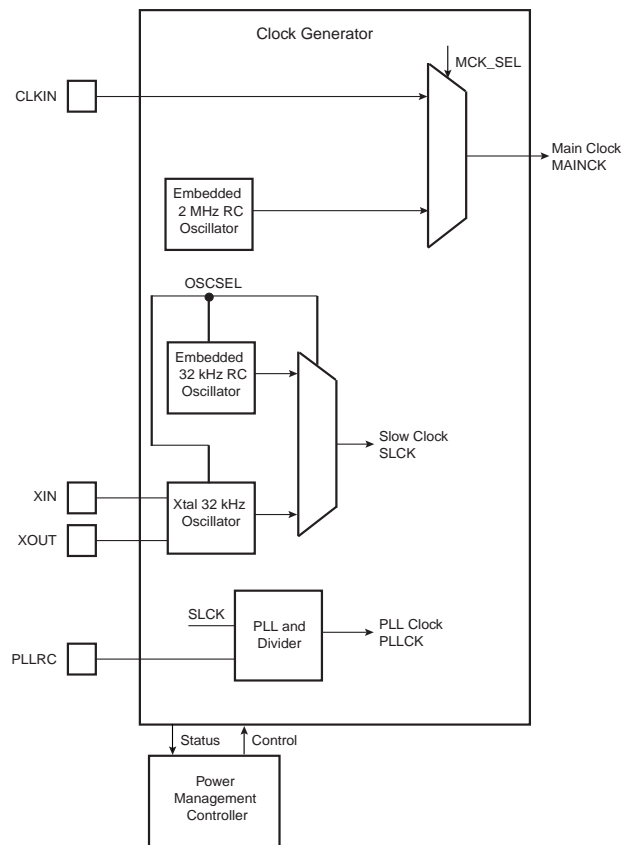 Clock Generator
MCK_SEL
CLKIN
Main Clock
MAINCK
Embedded
2 MHz RC
Oscillator
OSCSEL
Embedded
32 kHz RC
Oscillator
Slow Clock
SLCK
XIN
Xtal 32 kHz
Oscillator
XOUT
SLCK
PLL and
Divider
PLL Clock
PLLCK
PLLRC
Status
Control
Power
Management
Controller